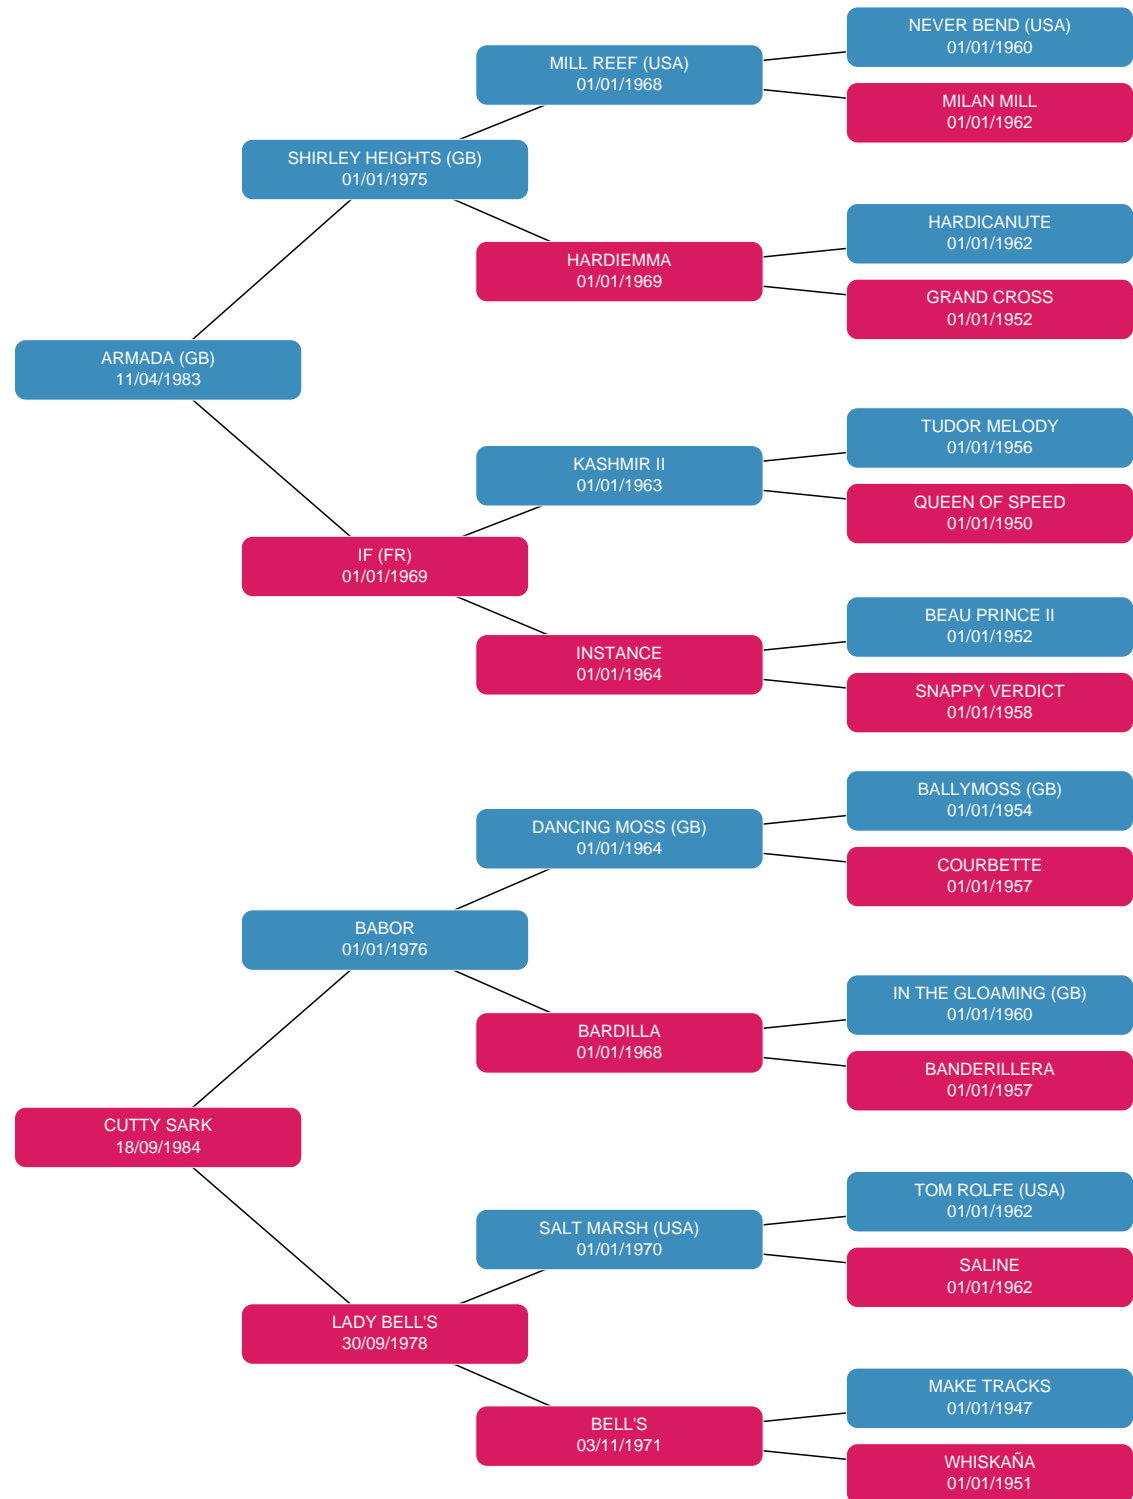 NEVER BEND (USA)
01/01/1960
MILL REEF (USA)
01/01/1968
MILAN MILL
01/01/1962
SHIRLEY HEIGHTS (GB)
01/01/1975
HARDICANUTE
01/01/1962
HARDIEMMA
01/01/1969
GRAND CROSS
01/01/1952
ARMADA (GB)
11/04/1983
TUDOR MELODY
01/01/1956
KASHMIR II
01/01/1963
QUEEN OF SPEED
01/01/1950
IF (FR)
01/01/1969
BEAU PRINCE II
01/01/1952
INSTANCE
01/01/1964
SNAPPY VERDICT
01/01/1958
BALLYMOSS (GB)
01/01/1954
DANCING MOSS (GB)
01/01/1964
COURBETTE
01/01/1957
BABOR
01/01/1976
IN THE GLOAMING (GB)
01/01/1960
BARDILLA
01/01/1968
BANDERILLERA
01/01/1957
CUTTY SARK
18/09/1984
TOM ROLFE (USA)
01/01/1962
SALT MARSH (USA)
01/01/1970
SALINE
01/01/1962
LADY BELL'S
30/09/1978
MAKE TRACKS
01/01/1947
BELL'S
03/11/1971
WHISKAÑA
01/01/1951